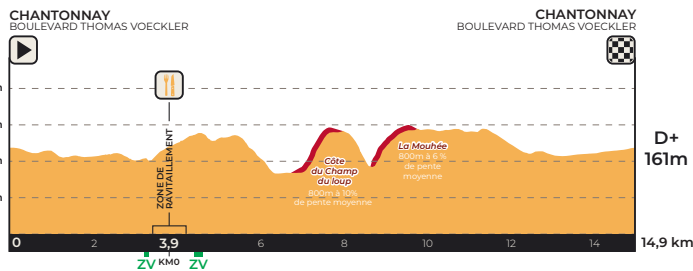 CHANTONNAY
BOULEVARD THOMAS VOECKLER
CHANTONNAY
BOULEVARD THOMAS VOECKLER
m
m
m
m
ZONE DE
RAVITAILLEMENT
Côte
du Champ
du loup
800m à 10%
de pente moyenne
La Mouhée
800m à 6 %
de pente
moyenne
D+
161m
0 2 3,9 6 8 10 12 14 14,9 km
ZV KM0 ZV